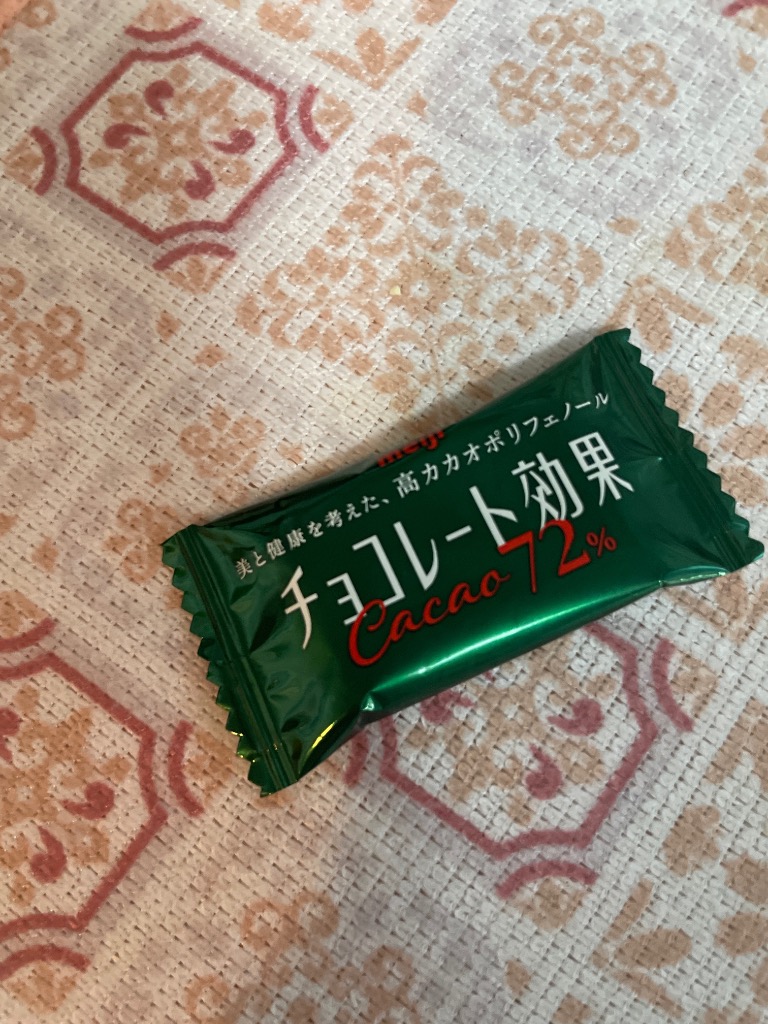 meiji
美と健康を考えた、高カカオポリフェノール
チョコレート効果
Cacao 72%